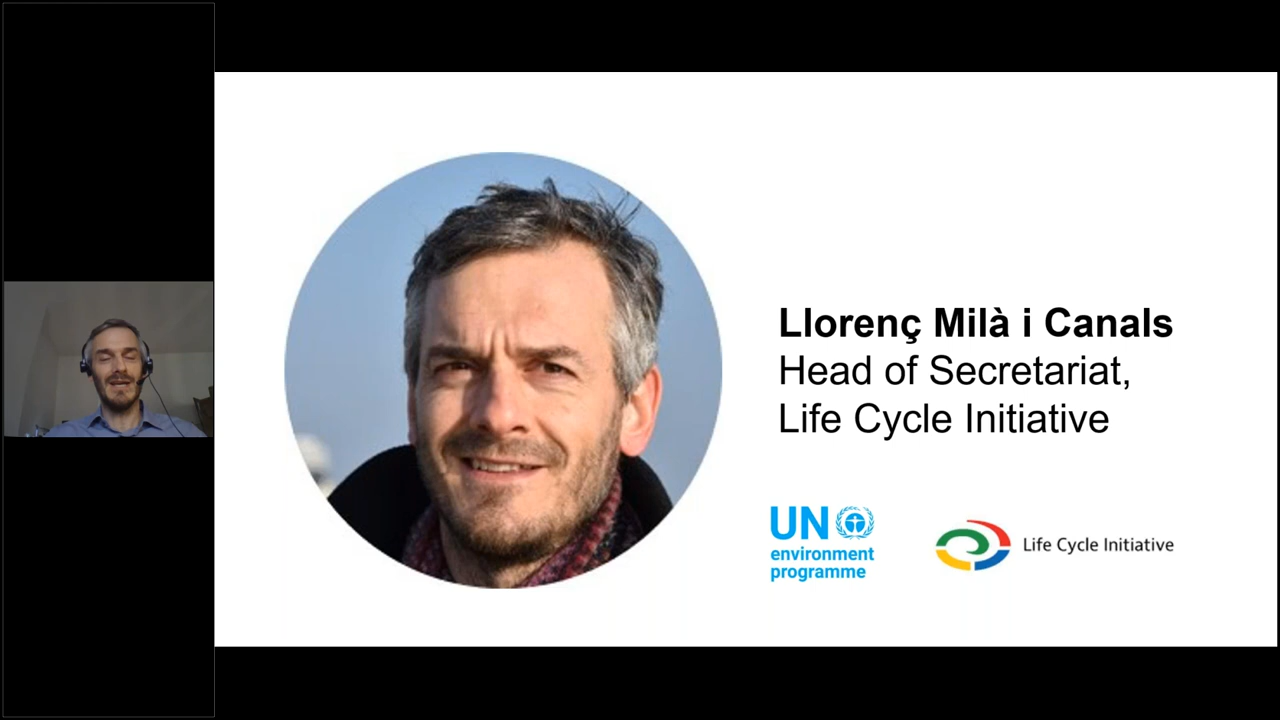 Llorenç Milà i Canals
Head of Secretariat,
Life Cycle Initiative
UN
environment
programme
Life Cycle Initiative